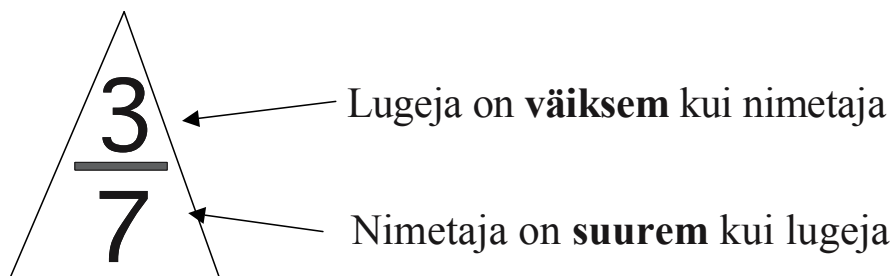 3
Lugeja on väiksem kui nimetaja
7
Nimetaja on suurem kui lugeja